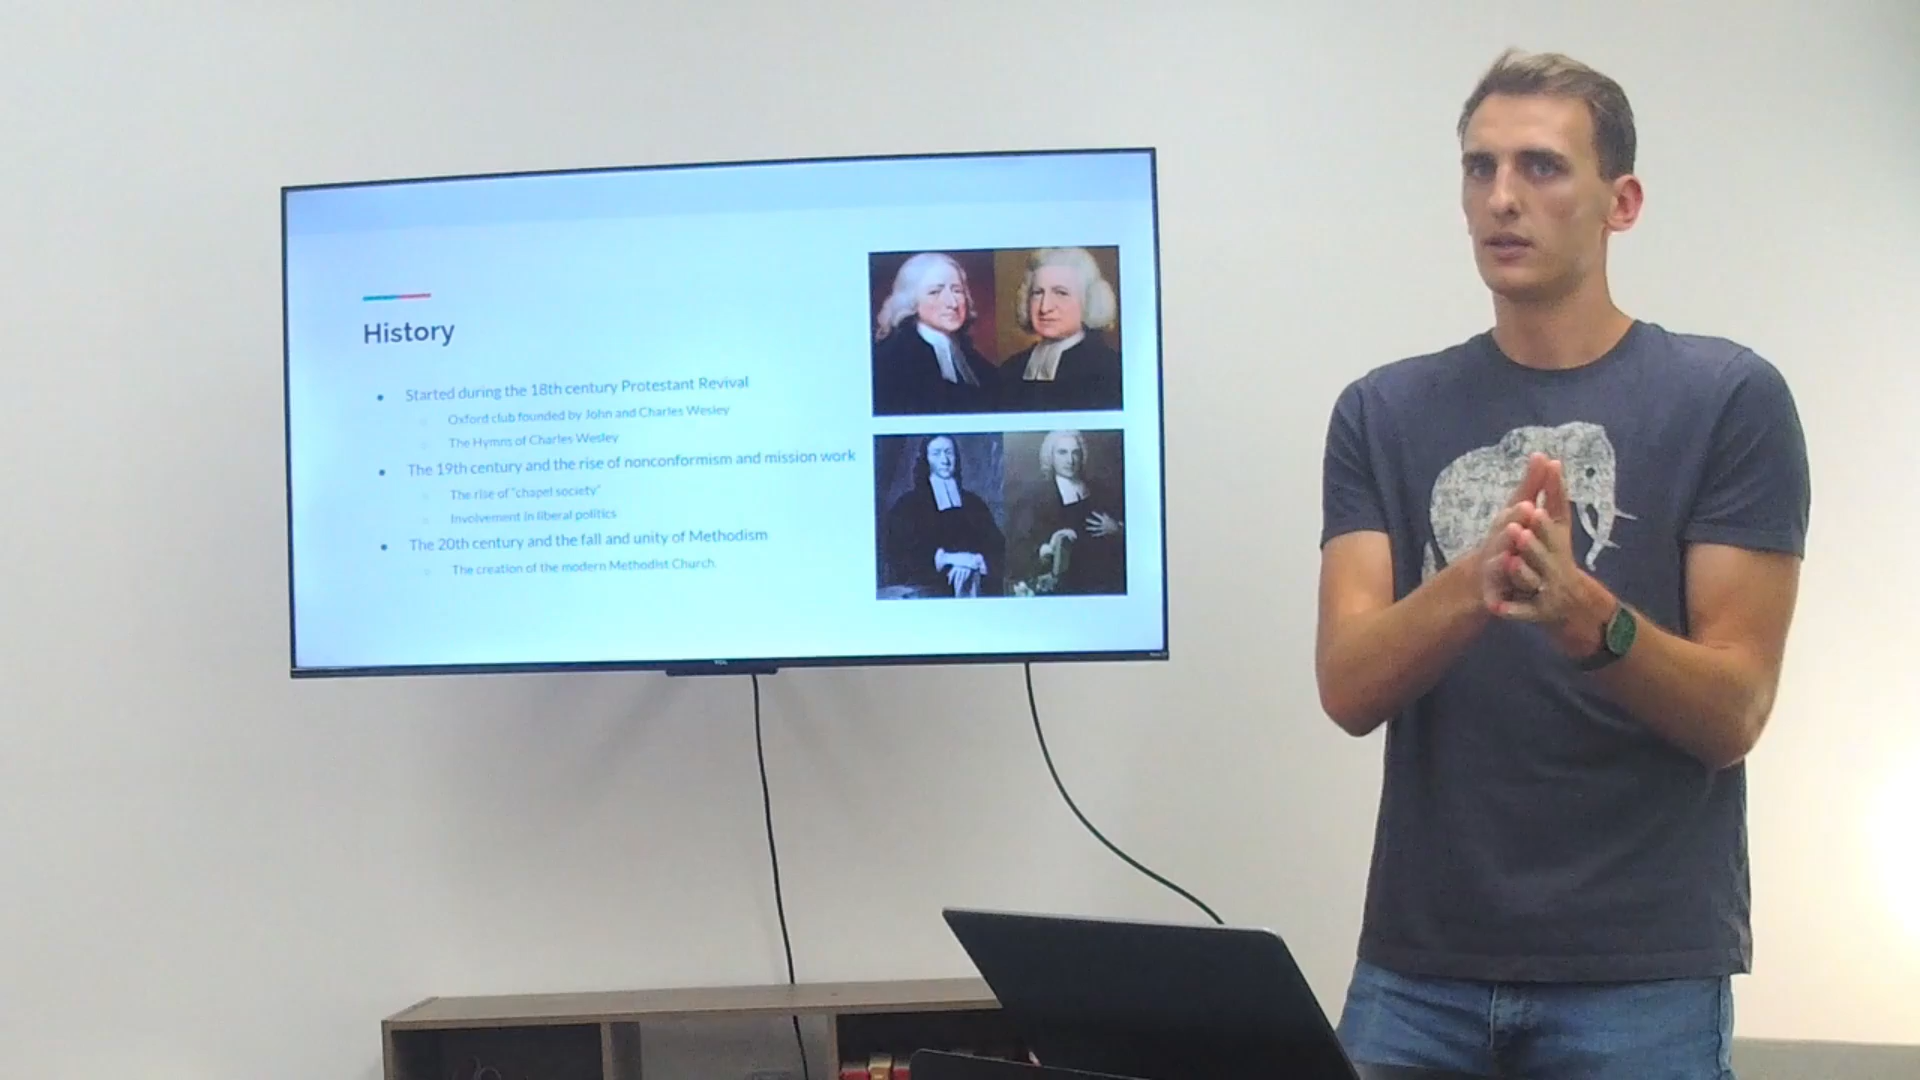 History
Started during the 18th century Protestant Revival
Oxford club founded by John and Charles Wesley
The Hymns of Charles Wesley
The 19th century and the rise of nonconformism and mission work
The rise of "chapel society"
Involvement in liberal politics
The 20th century and the fall and unity of Methodism
The creation of the modern Methodist Church.
TCL